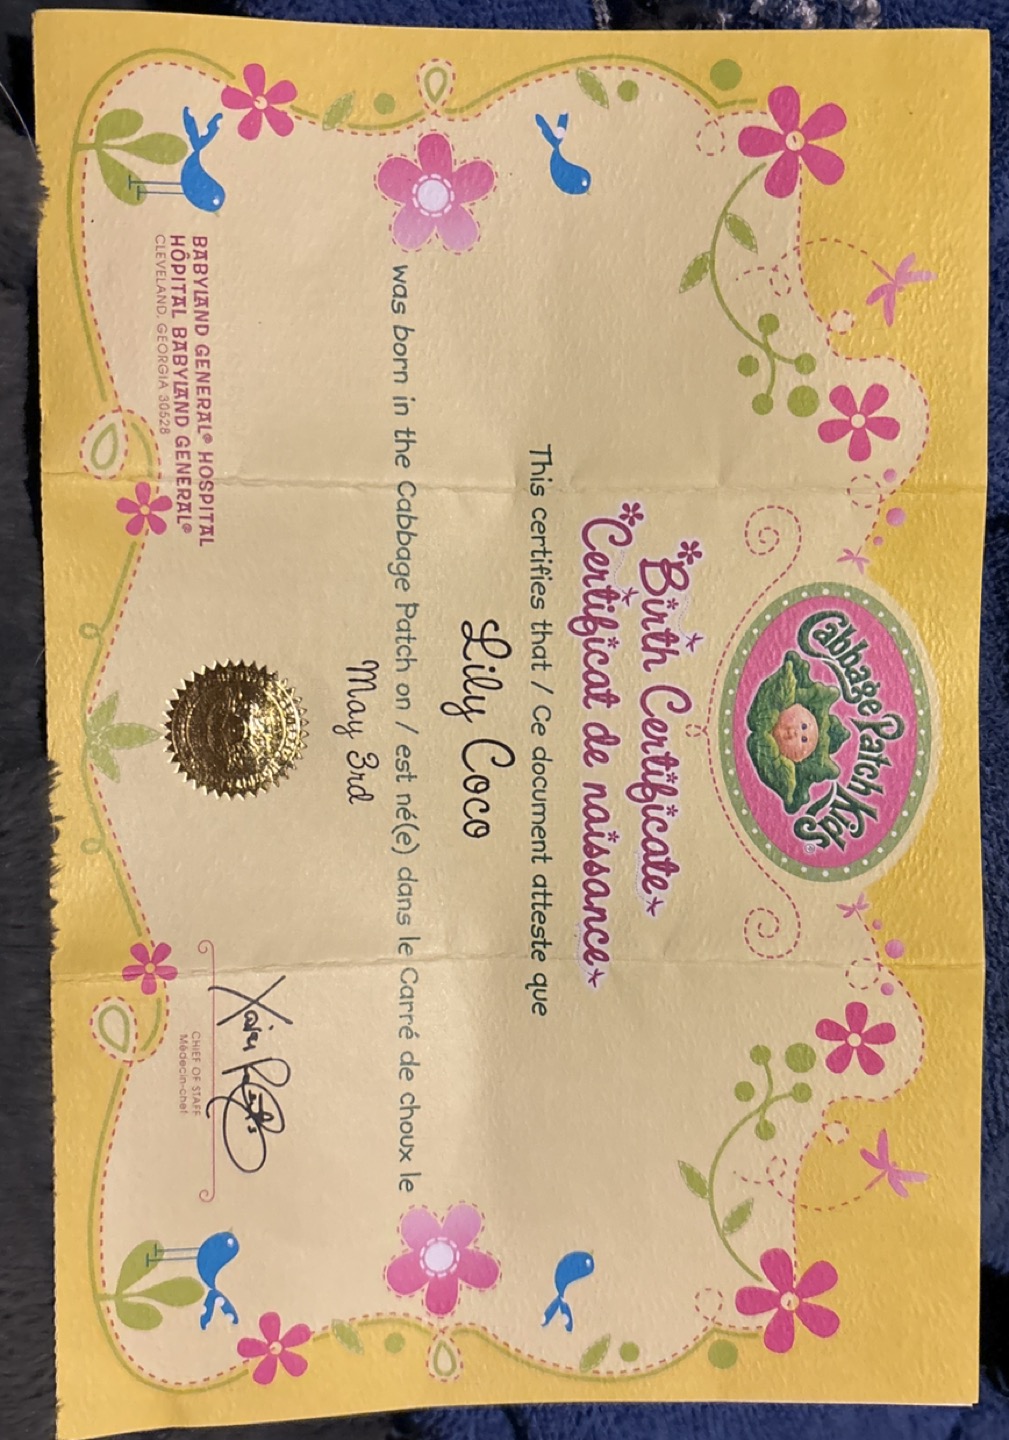 Cabbage Patch Kids®
Birth Certificate
Certificat de naissance
This certifies that / Ce document atteste que
Lily Coco
was born in the Cabbage Patch on / est né(e) dans le Carré de choux le
May 3rd
BABYLAND GENERAL® HOSPITAL
HÔPITAL BABYLAND GENERAL®
CLEVELAND, GEORGIA 30528
Xavier Roberts
CHIEF OF STAFF
Médecin-chef